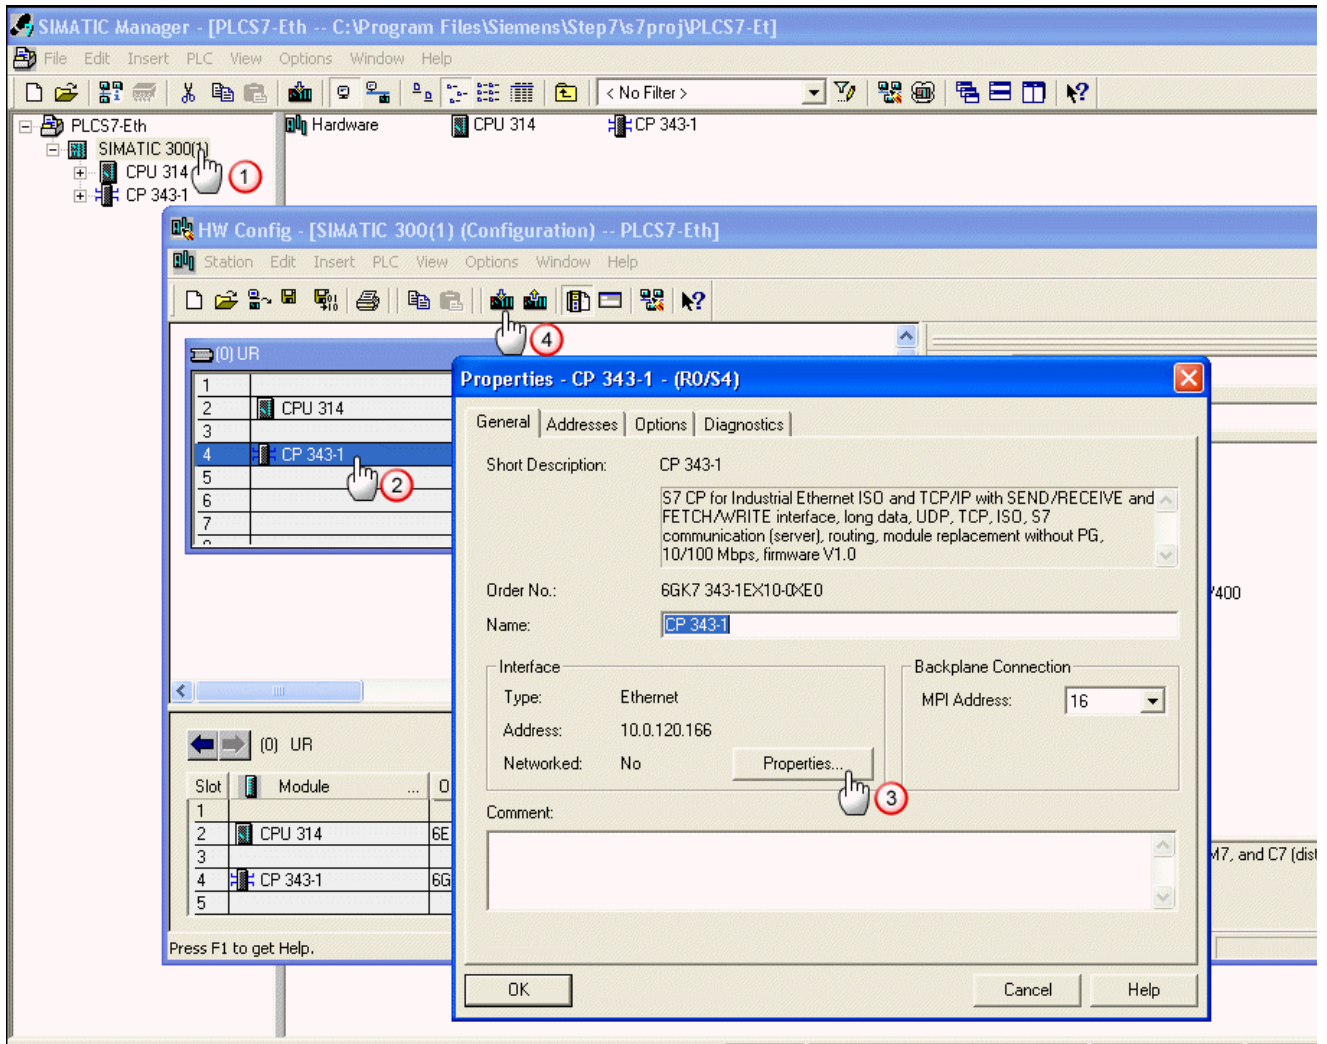 SIMATIC Manager - [PLCS7-Eth -- C:\Program Files\Siemens\Step7\s7proj\PLCS7-Et]
File Edit Insert PLC View Options Window Help
< No Filter >
PLCS7-Eth
Hardware CPU 314 CP 343-1
SIMATIC 300(1)
1
CPU 314
CP 343-1
HW Config - [SIMATIC 300(1) (Configuration) -- PLCS7-Eth]
Station Edit Insert PLC View Options Window Help
4
(0) UR
1
2 CPU 314
3
4 CP 343-1
5
2
6
7
Properties - CP 343-1 - (R0/S4)
General Addresses Options Diagnostics
Short Description: CP 343-1
S7 CP for Industrial Ethernet ISO and TCP/IP with SEND/RECEIVE and
FETCH/WRITE interface, long data, UDP, TCP, ISO, S7
communication (server), routing, module replacement without PG,
10/100 Mbps, firmware V1.0
Order No.: 6GK7 343-1EX10-0XE0
/400
Name: CP 343-1
Interface
Type: Ethernet
Address: 10.0.120.166
Networked: No Properties...
3
Backplane Connection
MPI Address: 16
Comment:
(0) UR
Slot Module ... O
1
2 CPU 314 6E
3
4 CP 343-1 6G
5
M7, and C7 (dist
Press F1 to get Help.
OK Cancel Help